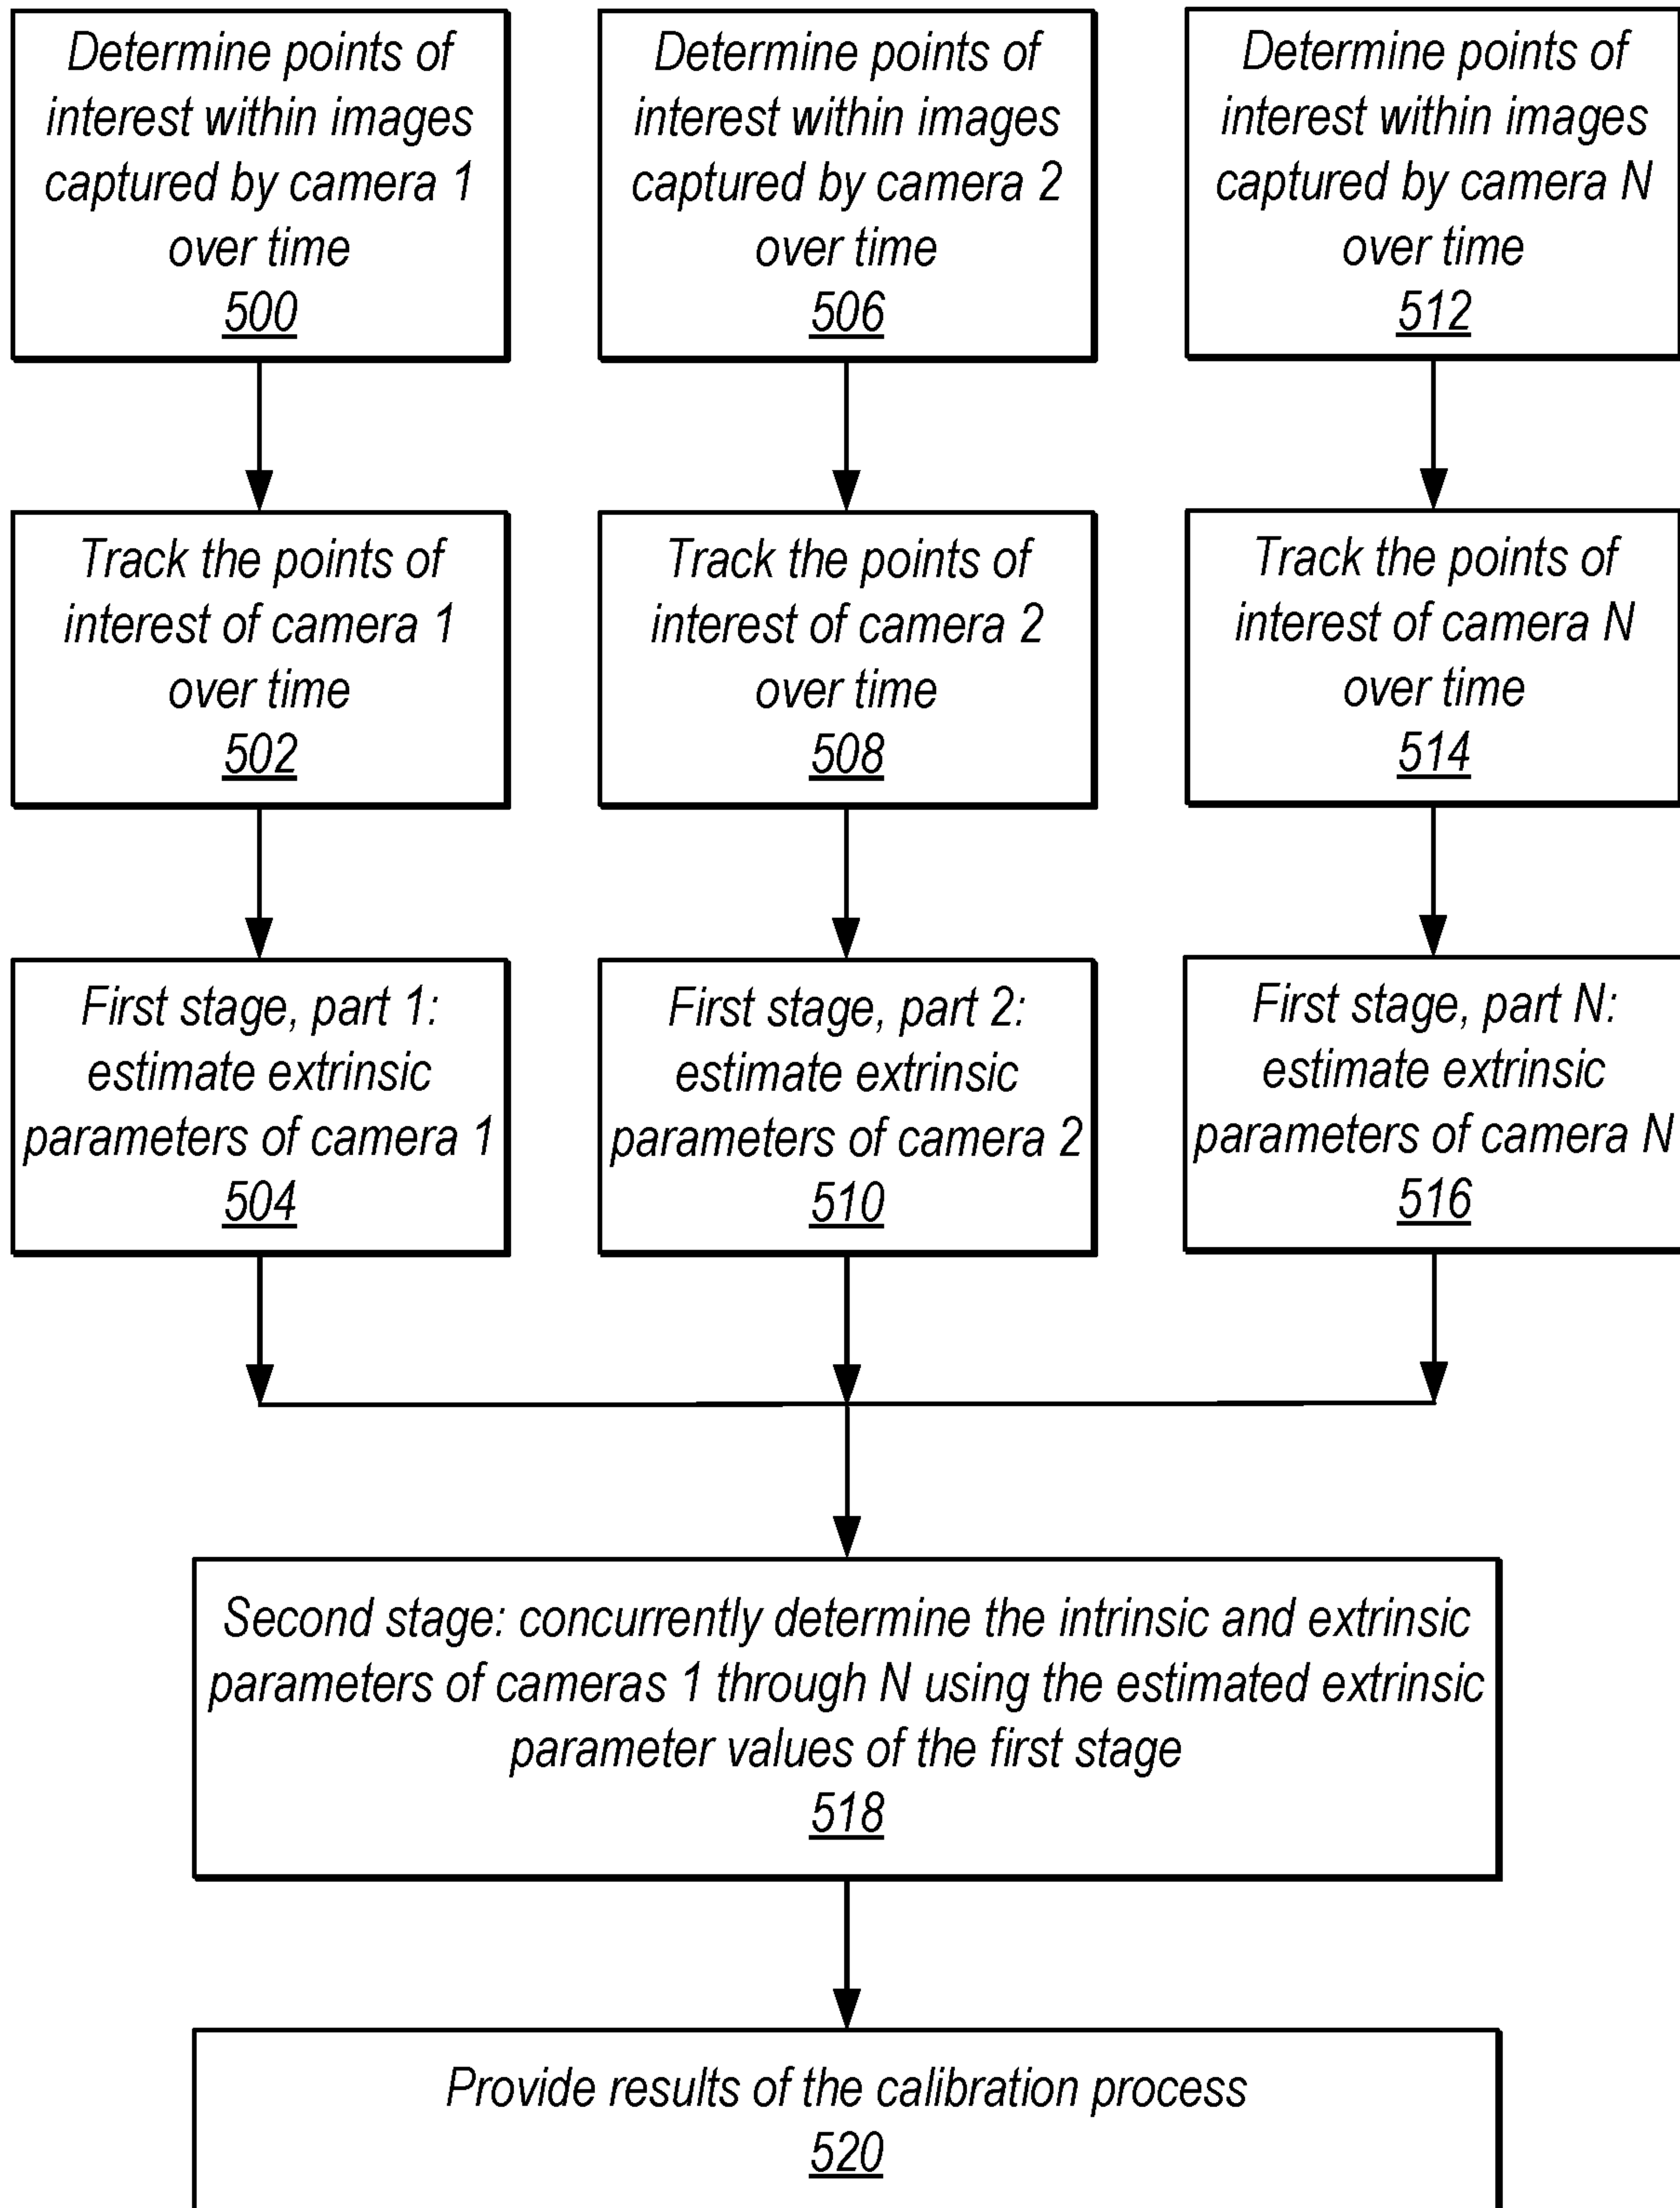 Determine points of
interest within images
captured by camera 1
over time
500
Determine points of
interest within images
captured by camera 2
over time
506
Determine points of
interest within images
captured by camera N
over time
512
Track the points of
interest of camera 1
over time
502
Track the points of
interest of camera 2
over time
508
Track the points of
interest of camera N
over time
514
First stage, part 1:
estimate extrinsic
parameters of camera 1
504
First stage, part 2:
estimate extrinsic
parameters of camera 2
510
First stage, part N:
estimate extrinsic
parameters of camera N
516
Second stage: concurrently determine the intrinsic and extrinsic
parameters of cameras 1 through N using the estimated extrinsic
parameter values of the first stage
518
Provide results of the calibration process
520